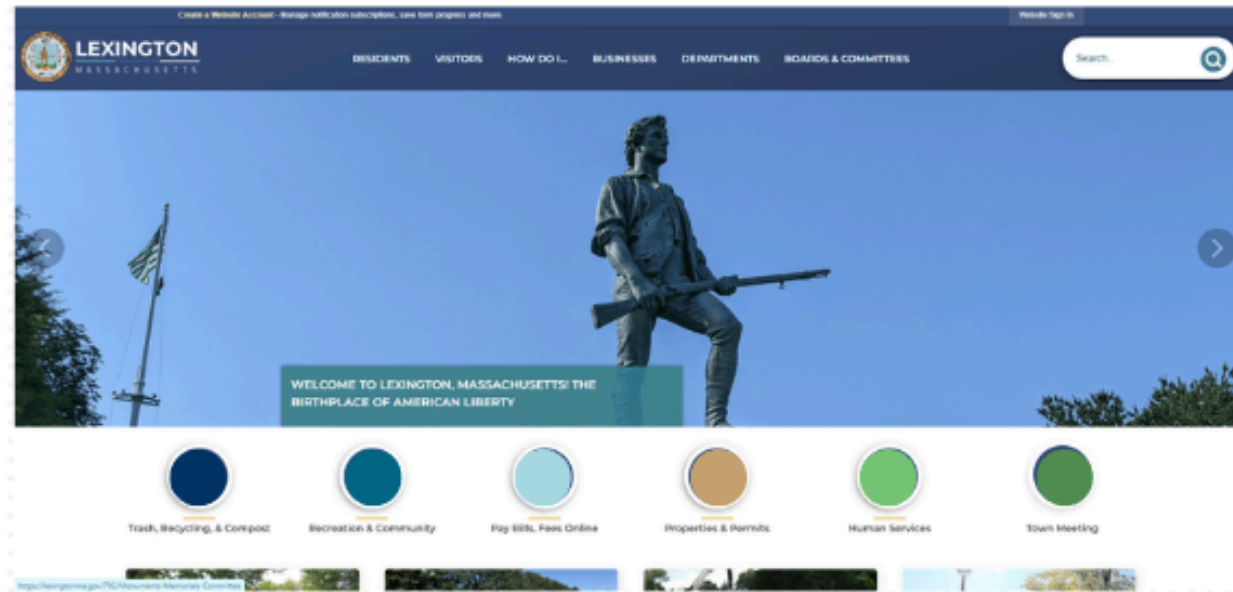 Create a Website Account - Manage notification subscriptions, save form progress and more.
Website Sign In
LEXINGTON
MASSACHUSETTS
RESIDENTS VISITORS HOW DO I... BUSINESSES DEPARTMENTS BOARDS & COMMITTEES
Search...
WELCOME TO LEXINGTON, MASSACHUSETTS! THE
BIRTHPLACE OF AMERICAN LIBERTY
Trash, Recycling, & Compost
Recreation & Community
Pay Bills, Fees Online
Properties & Permits
Human Services
Town Meeting